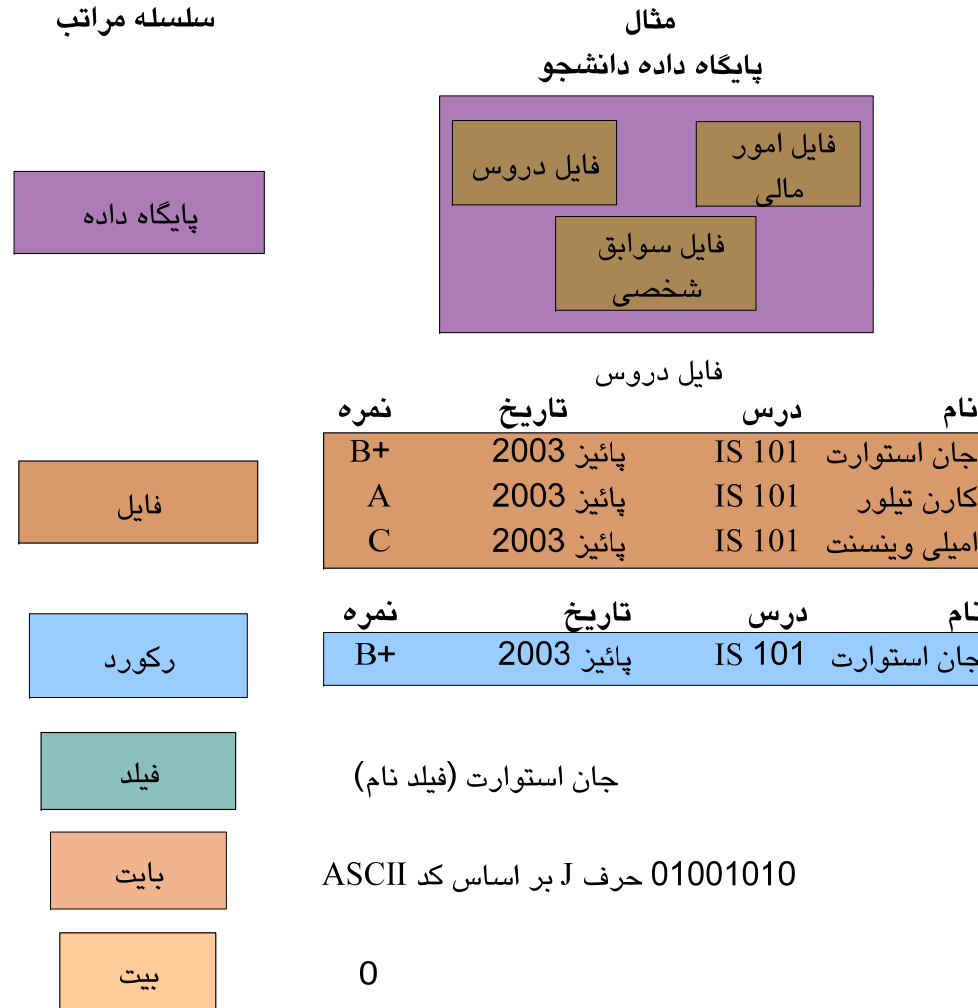 سلسله مراتب
مثال
پایگاه داده دانشجو
پایگاه داده
فایل امور
مالی
فایل دروس
فایل سوابق
شخصی
فایل
فایل دروس
نام درس تاریخ نمره
جان استوارت IS 101 پائیز 2003 B+
کارن تیلور IS 101 پائیز 2003 A
امیلی وینسنت IS 101 پائیز 2003 C
رکورد
نام درس تاریخ نمره
جان استوارت IS 101 پائیز 2003 B+
فیلد
جان استوارت (فیلد نام)
بایت
01001010 حرف J بر اساس کد ASCII
بیت
0